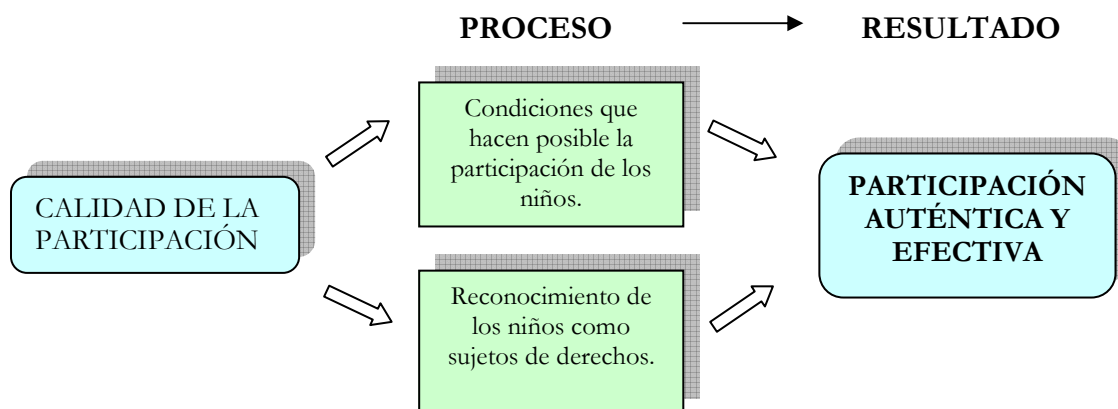 PROCESO
RESULTADO
CALIDAD DE LA
PARTICIPACIÓN
Condiciones que
hacen posible la
participación de los
niños.
Reconocimiento de
los niños como
sujetos de derechos.
PARTICIPACIÓN
AUTÉNTICA Y
EFECTIVA